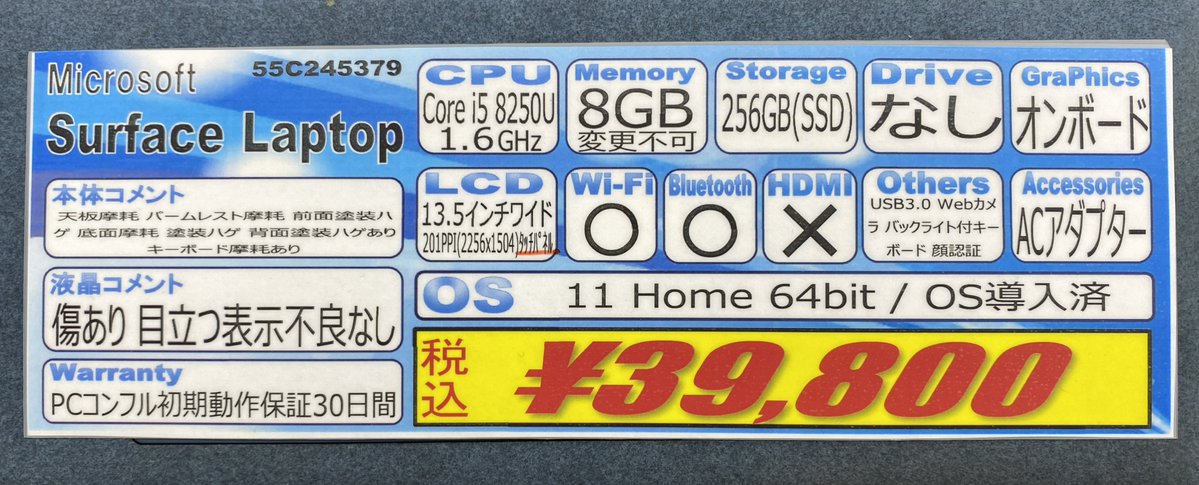 Microsoft
55C245379
Surface Laptop
本体コメント
天板摩耗 パームレスト摩耗 前面塗装ハ
ゲ 底面摩耗 塗装ハゲ 背面塗装ハゲあり
キーボード摩耗あり
液晶コメント
傷あり 目立つ表示不良なし
Warranty
PCコンフル初期動作保証30日間
CPU
Core i5 8250U
1.6GHz
Memory
8GB
変更不可
Storage
256GB(SSD)
Drive
なし
GraPhics
オンボード
LCD
13.5インチワイド
201PPI(2256x1504)タッチパネル
Wi-Fi
○
Bluetooth
○
HDMI
×
Others
USB3.0 Webカメ
ラ バックライト付キー
ボード 顔認証
Accessories
ACアダプター
OS
11 Home 64bit / OS導入済
税込
¥39,800